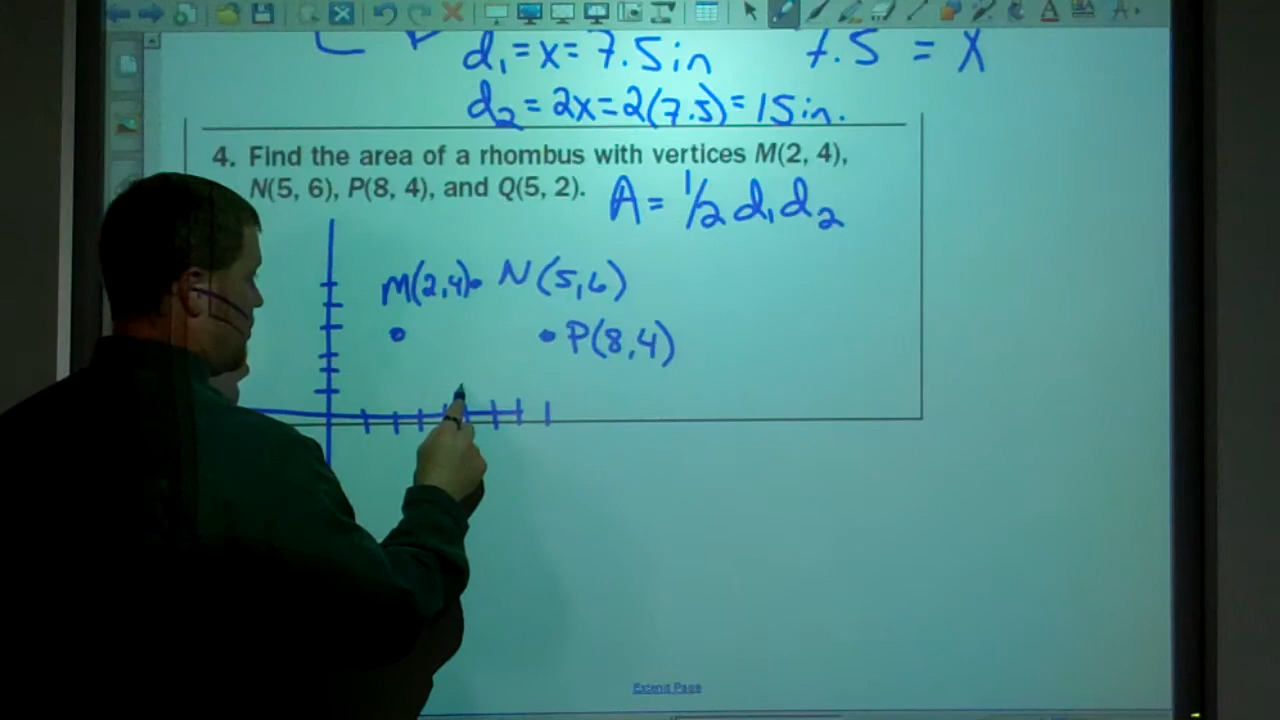 d₁ = x = 7.5 in
7.5 = x
d₂ = 2x = 2(7.5) = 15 in.
4. Find the area of a rhombus with vertices M(2, 4),
N(5, 6), P(8, 4), and Q(5, 2).
A = 1/2 d₁ d₂
M(2,4) N(5,6)
P(8,4)
Extend Page